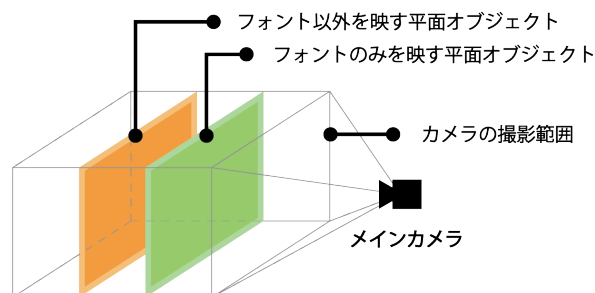 フォント以外を映す平面オブジェクト
フォントのみを映す平面オブジェクト
カメラの撮影範囲
メインカメラ